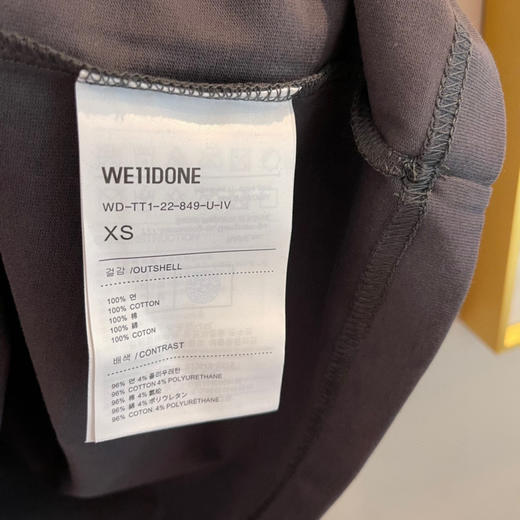 WE11DONE
WD-TT1-22-849-U-IV
XS
겉감 /OUTSHELL
100% 면
100% COTTON
100% 棉
100% 綿
100% COTON
배색 / CONTRAST
96% 면 4% 폴리우레탄
96% COTTON 4% POLYURETHANE
96% 棉 4% 氨纶
96% 綿 4% ポリウレタン
96% COTON 4% POLYURETHANE